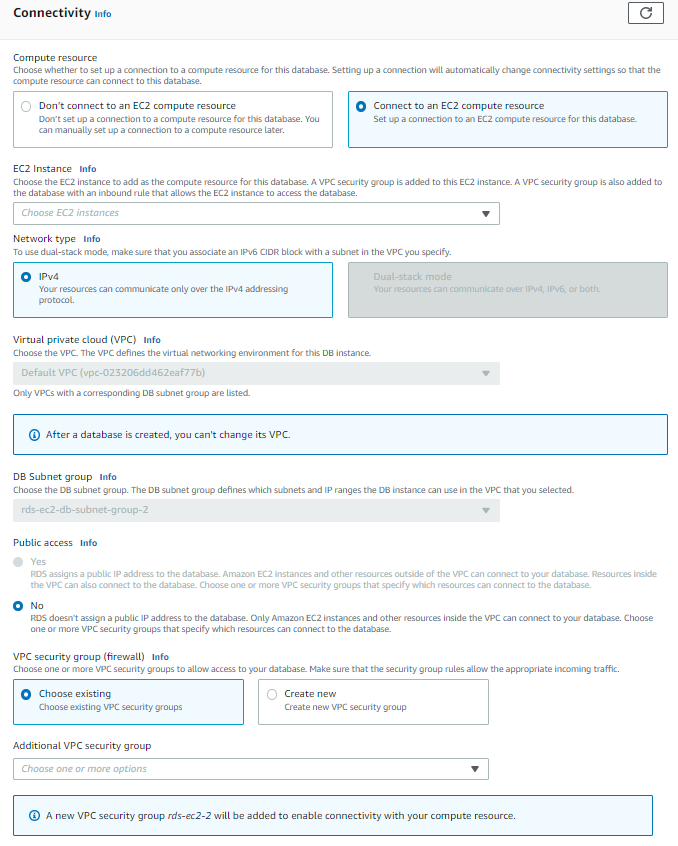 Connectivity Info
Compute resource
Choose whether to set up a connection to a compute resource for this database. Setting up a connection will automatically change connectivity settings so that the
compute resource can connect to this database.
Don't connect to an EC2 compute resource
Don't set up a connection to a compute resource for this database. You
can manually set up a connection to a compute resource later.
Connect to an EC2 compute resource
Set up a connection to an EC2 compute resource for this database.
EC2 Instance Info
Choose the EC2 instance to add as the compute resource for this database. A VPC security group is added to this EC2 instance. A VPC security group is also added to
the database with an inbound rule that allows the EC2 instance to access the database.
Choose EC2 instances
Network type Info
To use dual-stack mode, make sure that you associate an IPv6 CIDR block with a subnet in the VPC you specify.
IPv4
Your resources can communicate only over the IPv4 addressing
protocol.
Dual-stack mode
Your resources can communicate over IPv4, IPv6, or both.
Virtual private cloud (VPC) Info
Choose the VPC. The VPC defines the virtual networking environment for this DB instance.
Default VPC (vpc-023206dd462eaf77b)
Only VPCs with a corresponding DB subnet group are listed.
After a database is created, you can't change its VPC.
DB Subnet group Info
Choose the DB subnet group. The DB subnet group defines which subnets and IP ranges the DB instance can use in the VPC that you selected.
rds-ec2-db-subnet-group-2
Public access Info
Yes
RDS assigns a public IP address to the database. Amazon EC2 instances and other resources outside of the VPC can connect to your database. Resources inside
the VPC can also connect to the database. Choose one or more VPC security groups that specify which resources can connect to the database.
No
RDS doesn't assign a public IP address to the database. Only Amazon EC2 instances and other resources inside the VPC can connect to your database. Choose
one or more VPC security groups that specify which resources can connect to the database.
VPC security group (firewall) Info
Choose one or more VPC security groups to allow access to your database. Make sure that the security group rules allow the appropriate incoming traffic.
Choose existing
Choose existing VPC security groups
Create new
Create new VPC security group
Additional VPC security group
Choose one or more options
A new VPC security group rds-ec2-2 will be added to enable connectivity with your compute resource.